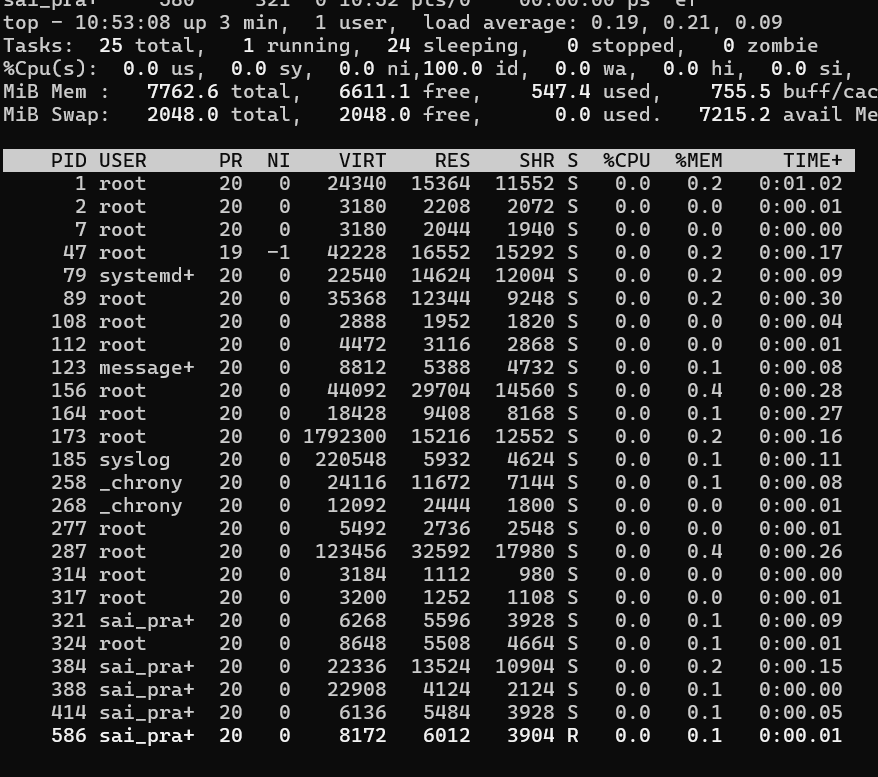 sai_pra+ 580 321 0 10:52 pts/0 00:00:00 ps -ef
top - 10:53:08 up 3 min, 1 user, load average: 0.19, 0.21, 0.09
Tasks: 25 total, 1 running, 24 sleeping, 0 stopped, 0 zombie
%Cpu(s): 0.0 us, 0.0 sy, 0.0 ni,100.0 id, 0.0 wa, 0.0 hi, 0.0 si,
MiB Mem : 7762.6 total, 6611.1 free, 547.4 used, 755.5 buff/cac
MiB Swap: 2048.0 total, 2048.0 free, 0.0 used. 7215.2 avail Me
PID USER PR NI VIRT RES SHR S %CPU %MEM TIME+
1 root 20 0 24340 15364 11552 S 0.0 0.2 0:01.02
2 root 20 0 3180 2208 2072 S 0.0 0.0 0:00.01
7 root 20 0 3180 2044 1940 S 0.0 0.0 0:00.00
47 root 19 -1 42228 16552 15292 S 0.0 0.2 0:00.17
79 systemd+ 20 0 22540 14624 12004 S 0.0 0.2 0:00.09
89 root 20 0 35368 12344 9248 S 0.0 0.2 0:00.30
108 root 20 0 2888 1952 1820 S 0.0 0.0 0:00.04
112 root 20 0 4472 3116 2868 S 0.0 0.0 0:00.01
123 message+ 20 0 8812 5388 4732 S 0.0 0.1 0:00.08
156 root 20 0 44092 29704 14560 S 0.0 0.4 0:00.28
164 root 20 0 18428 9408 8168 S 0.0 0.1 0:00.27
173 root 20 0 1792300 15216 12552 S 0.0 0.2 0:00.16
185 syslog 20 0 220548 5932 4624 S 0.0 0.1 0:00.11
258 _chrony 20 0 24116 11672 7144 S 0.0 0.1 0:00.08
268 _chrony 20 0 12092 2444 1800 S 0.0 0.0 0:00.01
277 root 20 0 5492 2736 2548 S 0.0 0.0 0:00.01
287 root 20 0 123456 32592 17980 S 0.0 0.4 0:00.26
314 root 20 0 3184 1112 980 S 0.0 0.0 0:00.00
317 root 20 0 3200 1252 1108 S 0.0 0.0 0:00.01
321 sai_pra+ 20 0 6268 5596 3928 S 0.0 0.1 0:00.09
324 root 20 0 8648 5508 4664 S 0.0 0.1 0:00.01
384 sai_pra+ 20 0 22336 13524 10904 S 0.0 0.2 0:00.15
388 sai_pra+ 20 0 22908 4124 2124 S 0.0 0.1 0:00.00
414 sai_pra+ 20 0 6136 5484 3928 S 0.0 0.1 0:00.05
586 sai_pra+ 20 0 8172 6012 3904 R 0.0 0.1 0:00.01